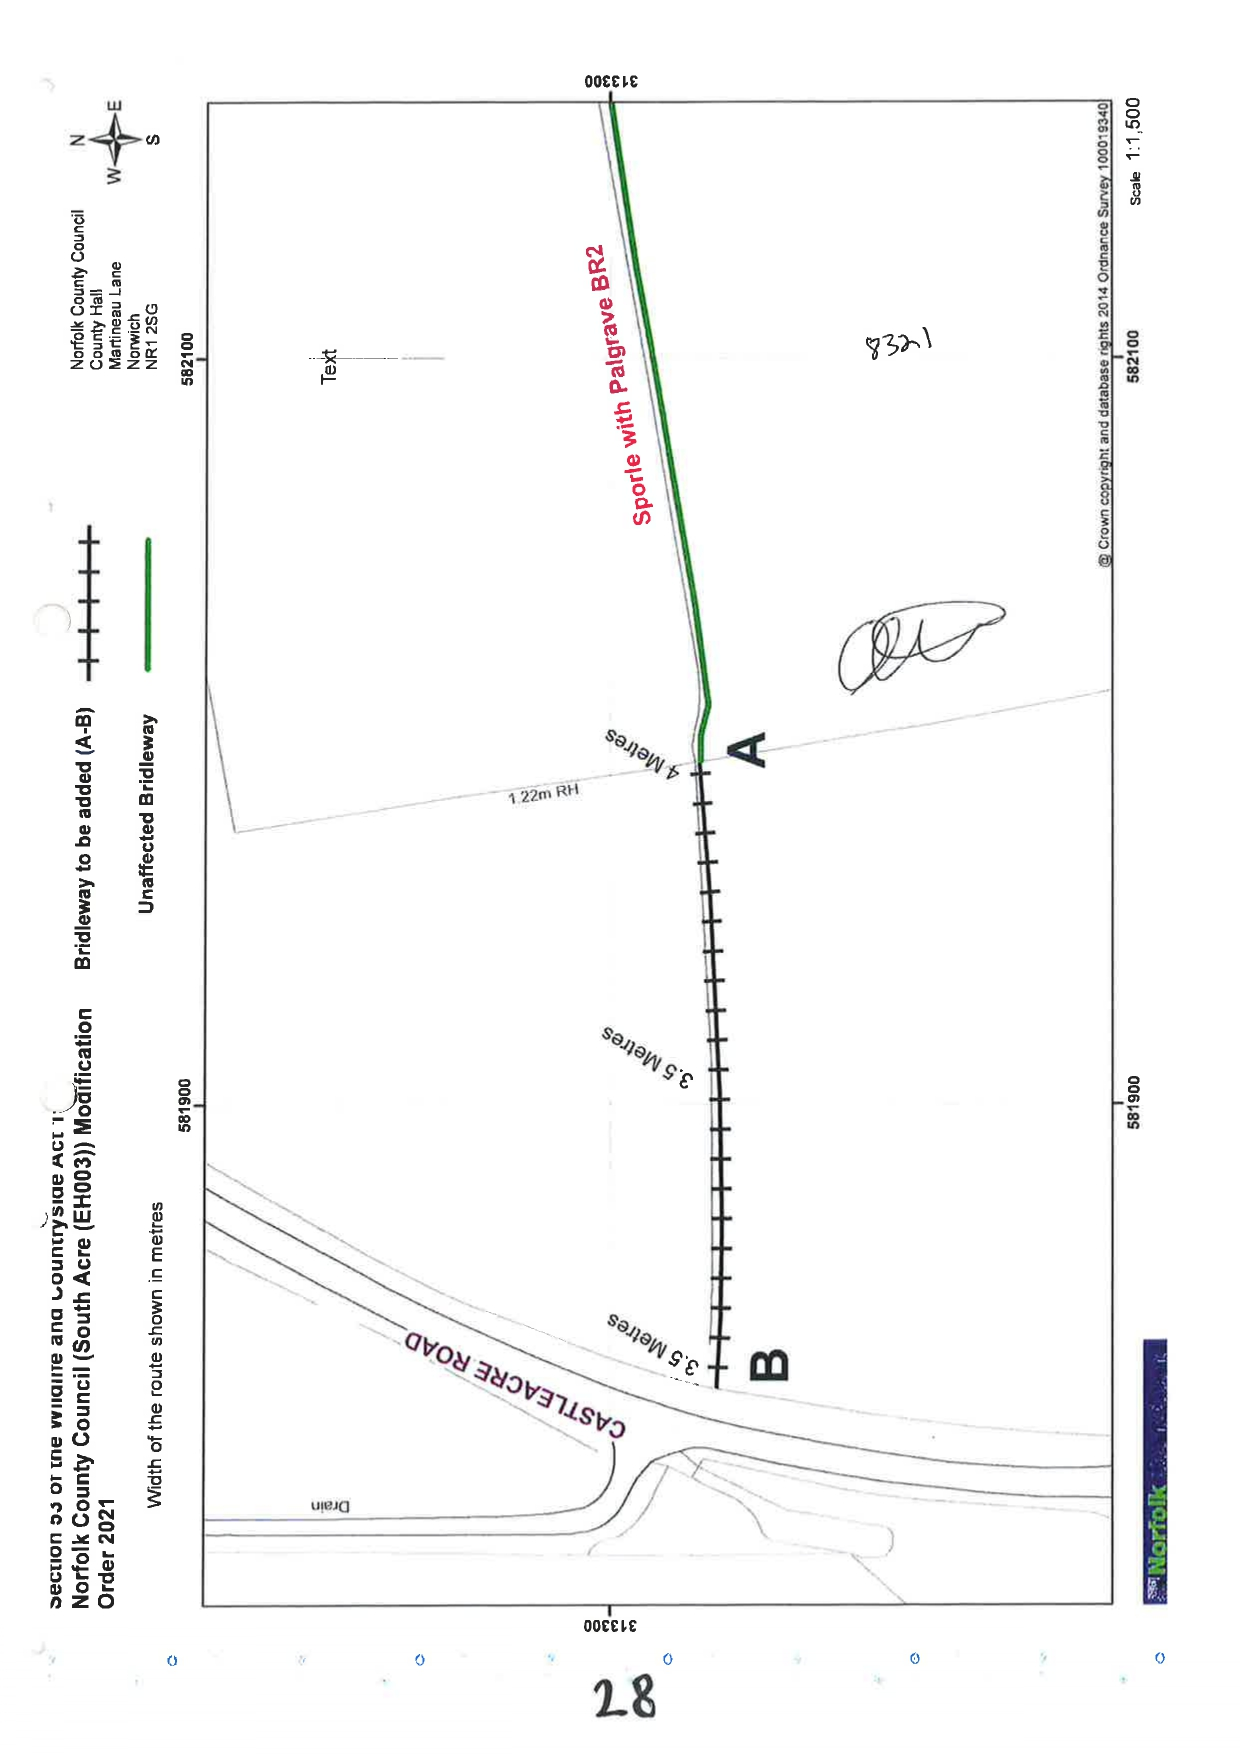 Section 53 of the Wildlife and Countryside Act 1
Norfolk County Council (South Acre (EH003)) Modification
Order 2021
Bridleway to be added (A-B)
Unaffected Bridleway
Width of the route shown in metres
Norfolk County Council
County Hall
Martineau Lane
Norwich
NR1 2SG
N
E
S
W
581900
582100
313300
313300
Text
Sporle with Palgrave BR2
1.22m RH
4 Metres
A
3.5 Metres
3.5 Metres
B
CASTLEACRE ROAD
Drain
8321
@ Crown copyright and database rights 2014 Ordnance Survey 100019340
581900
582100
Scale 1:1,500
Norfolk
28